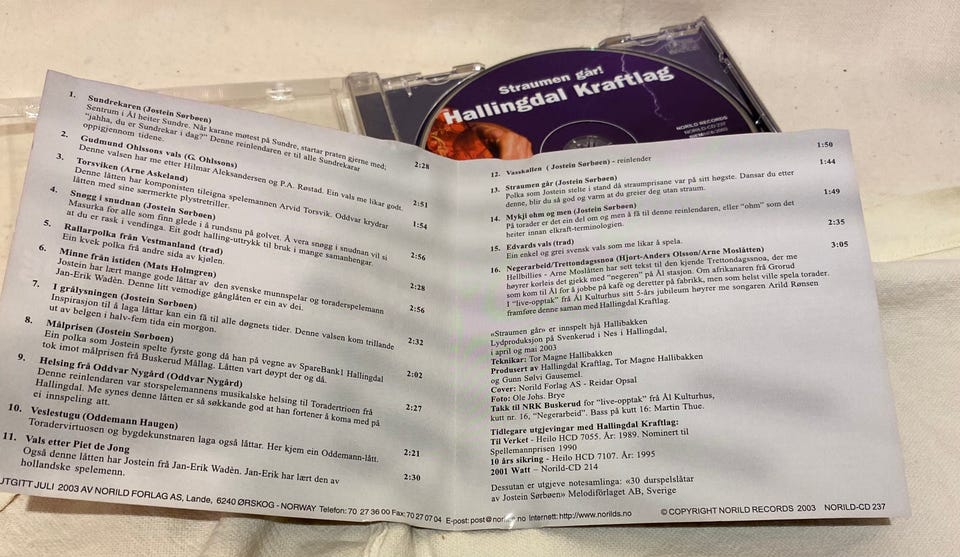 Straumen går!
Hallingdal Kraftlag
NORILD RECORDS
NORILD-CD 237
1. Sundrekaren (Jostein Sørbøen)
Sentrum i Ål heiter Sundre. Når karane møtest på Sundre, startar praten gjerne med;
"jahha, du er Sundrekar i dag?" Denne reinlendaren er til alle Sundrekarar
oppigjennom tidene. 2:28
2. Gudmund Ohlssons vals (G. Ohlssons)
Denne valsen har me etter Hilmar Aleksandersen og P.A. Røstad. Ein vals me likar godt. 2:51
3. Torsviken (Arne Askeland)
Denne låtten har komponisten tileigna spelemannen Arvid Torsvik. Oddvar krydrar
låtten med sine særmerkte plystretriller. 1:54
4. Snøgg i snudnan (Jostein Sørbøen)
Masurka for alle som finn glede i å rundsnu på golvet. Å vera snøgg i snudnan vil si
at du er rask i vendinga. Eit godt halling-uttrykk til bruk i mange samanhengar. 2:56
5. Rallarpolka från Vestmanland (trad)
Ein kvek polka frå andre sida av kjølen. 2:28
6. Minne från istiden (Mats Holmgren)
Jostein har lært mange gode låttar av den svenske munnspelar og toraderspelemann
Jan-Erik Wadèn. Denne litt vemodige gånglåten er ein av dei. 2:56
7. I grålysningen (Jostein Sørbøen)
Inspirasjon til å laga låttar kan ein få til alle døgnets tider. Denne valsen kom trillande
ut av belgen i halv-fem tida ein morgon. 2:32
8. Målprisen (Jostein Sørbøen)
Ein polka som Jostein spelte fyrste gong då han på vegne av SpareBank1 Hallingdal
tok imot målprisen frå Buskerud Mållag. Låtten vart døypt der og då. 2:02
9. Helsing frå Oddvar Nygård (Oddvar Nygård)
Denne reinlendaren var storspelemannens musikalske helsing til Toradertrioen frå
Hallingdal. Me synes denne låtten er så søkkande god at han fortener å koma med på
ei innspeling att. 2:27
10. Veslestugu (Oddemann Haugen)
Toradervirtuosen og bygdekunstnaren laga også låttar. Her kjem ein Oddemann-lått. 2:21
11. Vals etter Piet de Jong
Også denne låtten har Jostein frå Jan-Erik Wadèn. Jan-Erik har lært den av
hollandske spelemenn. 2:30
UTGITT JULI 2003 AV NORILD FORLAG AS, Lande, 6240 ØRSKOG - NORWAY Telefon: 70 27 36 00 Fax: 70 27 07 04 E-post: post@norilds.no Internett: http://www.norilds.no
12. Vasskallen ( Jostein Sørbøen) - reinlender 1:50
13. Straumen går (Jostein Sørbøen) 1:44
Polka som Jostein stelte i stand då straumprisane var på sitt høgste. Dansar du etter
denne, blir du så god og varm at du greier deg utan straum.
14. Mykji ohm og men (Jostein Sørbøen) 1:49
På torader er det ein del om og men å få til denne reinlendaren, eller "ohm" som det
heiter innan elkraft-terminologien.
15. Edvards vals (trad) 2:35
Ein enkel og grei svensk vals som me likar å spela.
16. Negerarbeid/Trettondagssnoa (Hjort-Anders Olsson/Arne Moslåtten) 3:05
Hellbillies - Arne Moslåtten har sett tekst til den kjende Trettondagssnoa, der me
høyrer korleis det gjekk med "negeren" på Ål stasjon. Om afrikanaren frå Grorud
som kom til Ål for å jobbe på kafè og deretter på fabrikk, men som helst ville spela torader.
I "live-opptak" frå Ål Kulturhus sitt 5-års jubileum høyrer me songaren Arild Rønsen
framføre denne saman med Hallingdal Kraftlag.
«Straumen går» er innspelt hjå Hallibakken
Lydproduksjon på Svenkerud i Nes i Hallingdal,
i april og mai 2003
Teknikar: Tor Magne Hallibakken
Produsert av Hallingdal Kraftlag, Tor Magne Hallibakken
og Gunn Sølvi Gausemel.
Cover: Norild Forlag AS - Reidar Opsal
Foto: Ole Johs. Brye
Takk til NRK Buskerud for "live-opptak" frå Ål Kulturhus,
kutt nr. 16, "Negerarbeid". Bass på kutt 16: Martin Thue.
Tidlegare utgjevingar med Hallingdal Kraftlag:
Til Verket - Heilo HCD 7055. År: 1989. Nominert til
Spellemannprisen 1990
10 års sikring - Heilo HCD 7107. År: 1995
2001 Watt – Norild-CD 214
Dessutan er utgjeve notesamlinga: «30 durspelslåtar
av Jostein Sørbøen» Melodiförlaget AB, Sverige
© COPYRIGHT NORILD RECORDS 2003 NORILD-CD 237